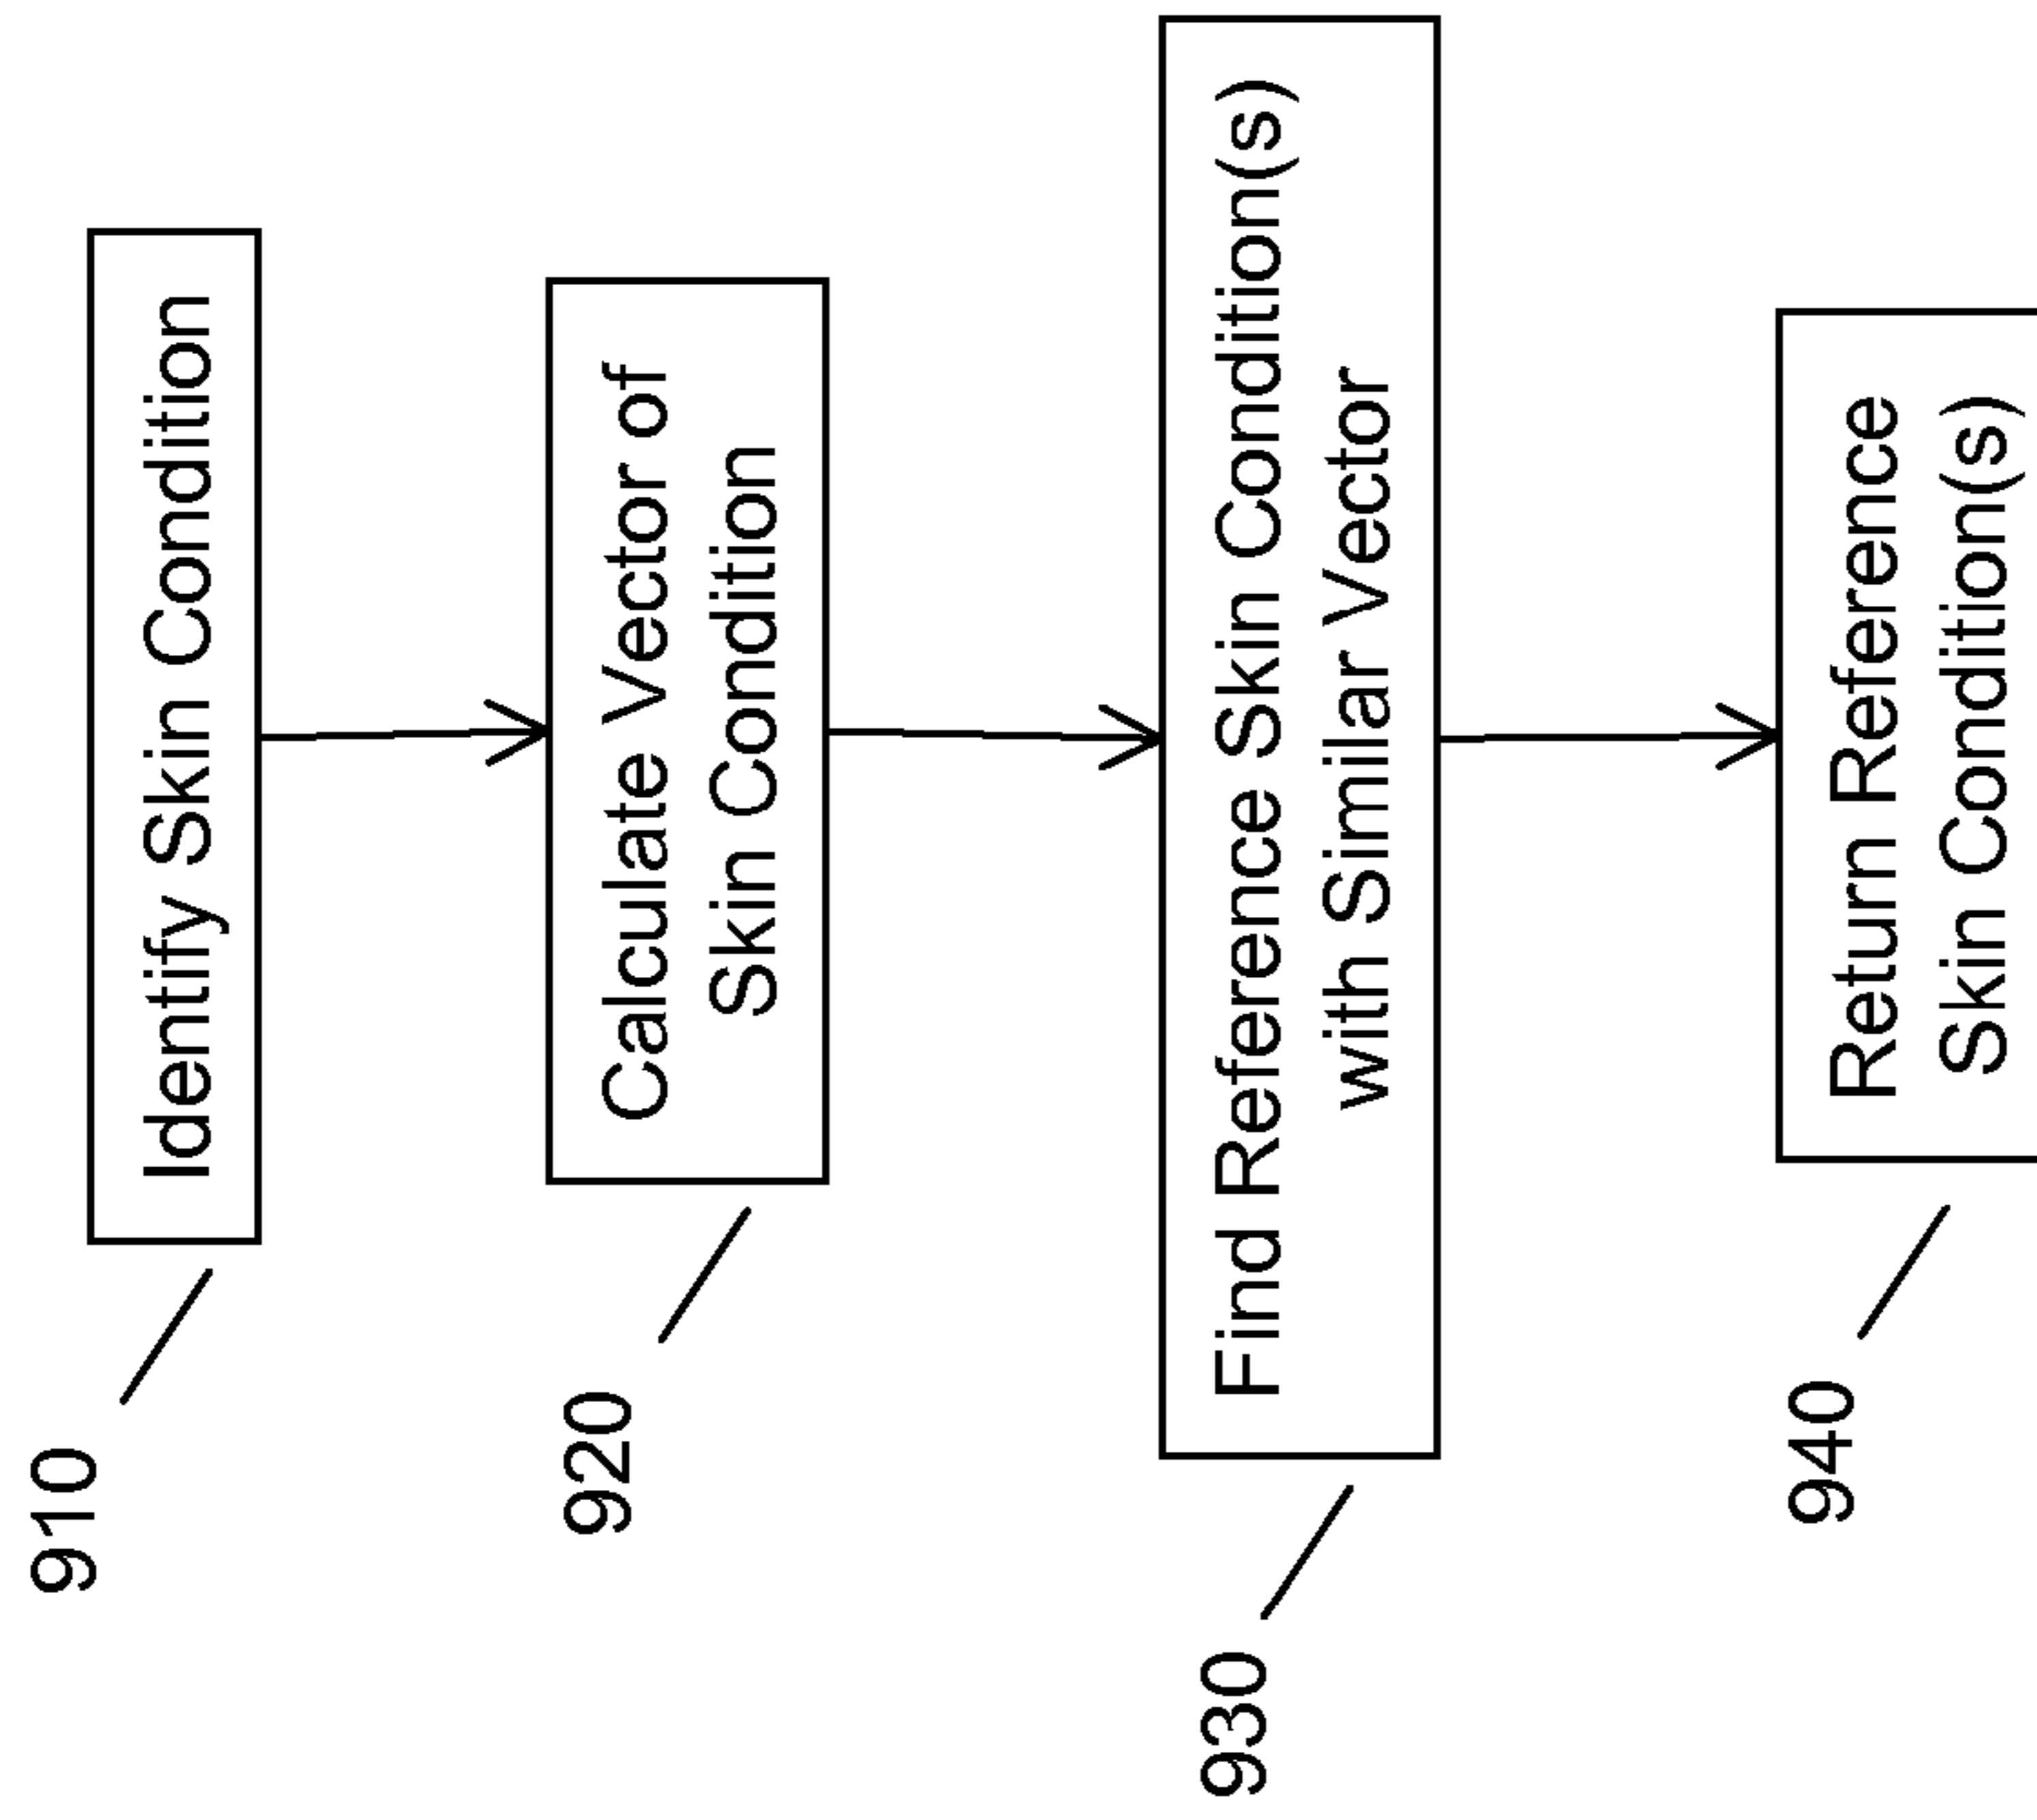 910
Identify Skin Condition
920
Calculate Vector of
Skin Condition
930
Find Reference Skin Condition(s)
with Similar Vector
940
Return Reference
Skin Condition(s)